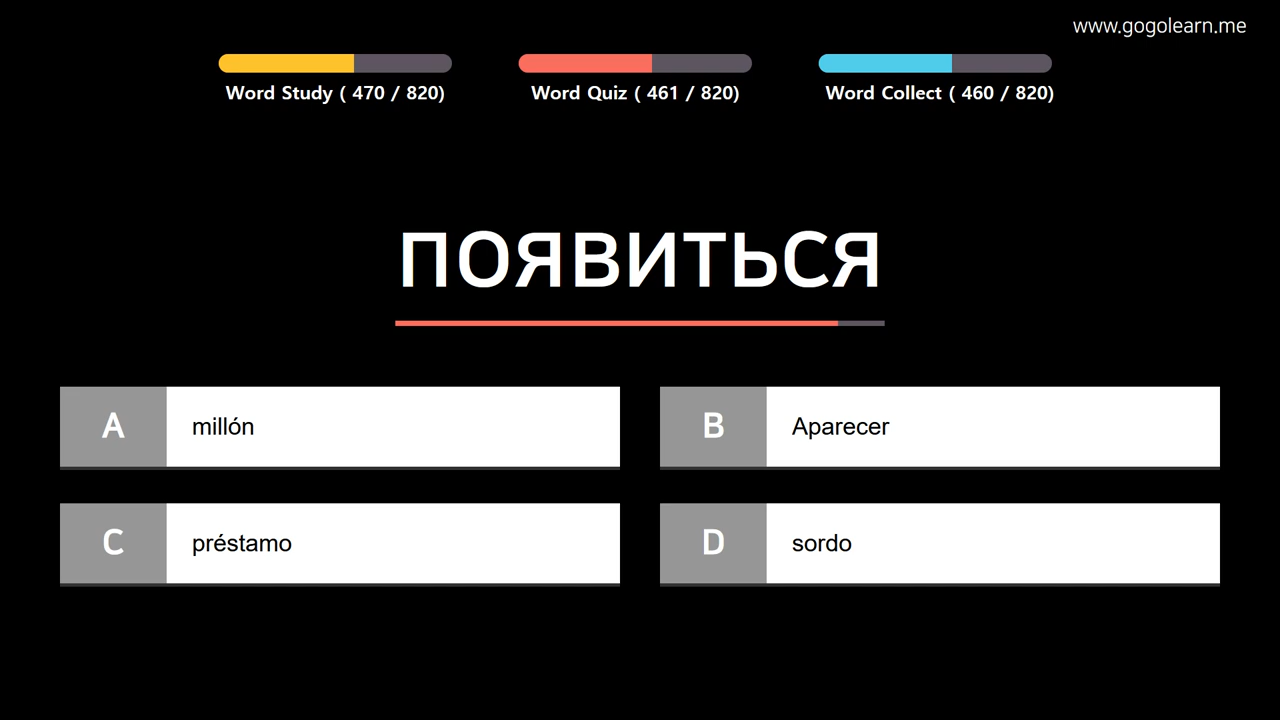 www.gogolearn.me
Word Study ( 470 / 820)
Word Quiz ( 461 / 820)
Word Collect ( 460 / 820)
ПОЯВИТЬСЯ
A millón
B Aparecer
C préstamo
D sordo